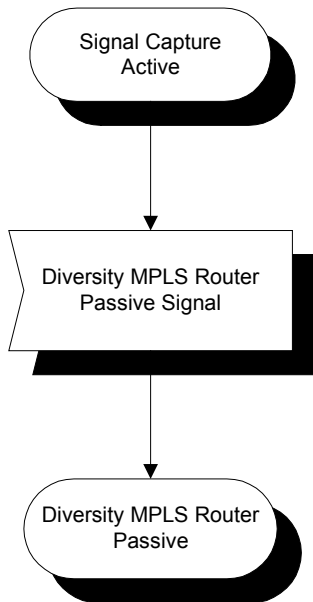 Signal Capture
Active
Diversity MPLS Router
Passive Signal
Diversity MPLS Router
Passive